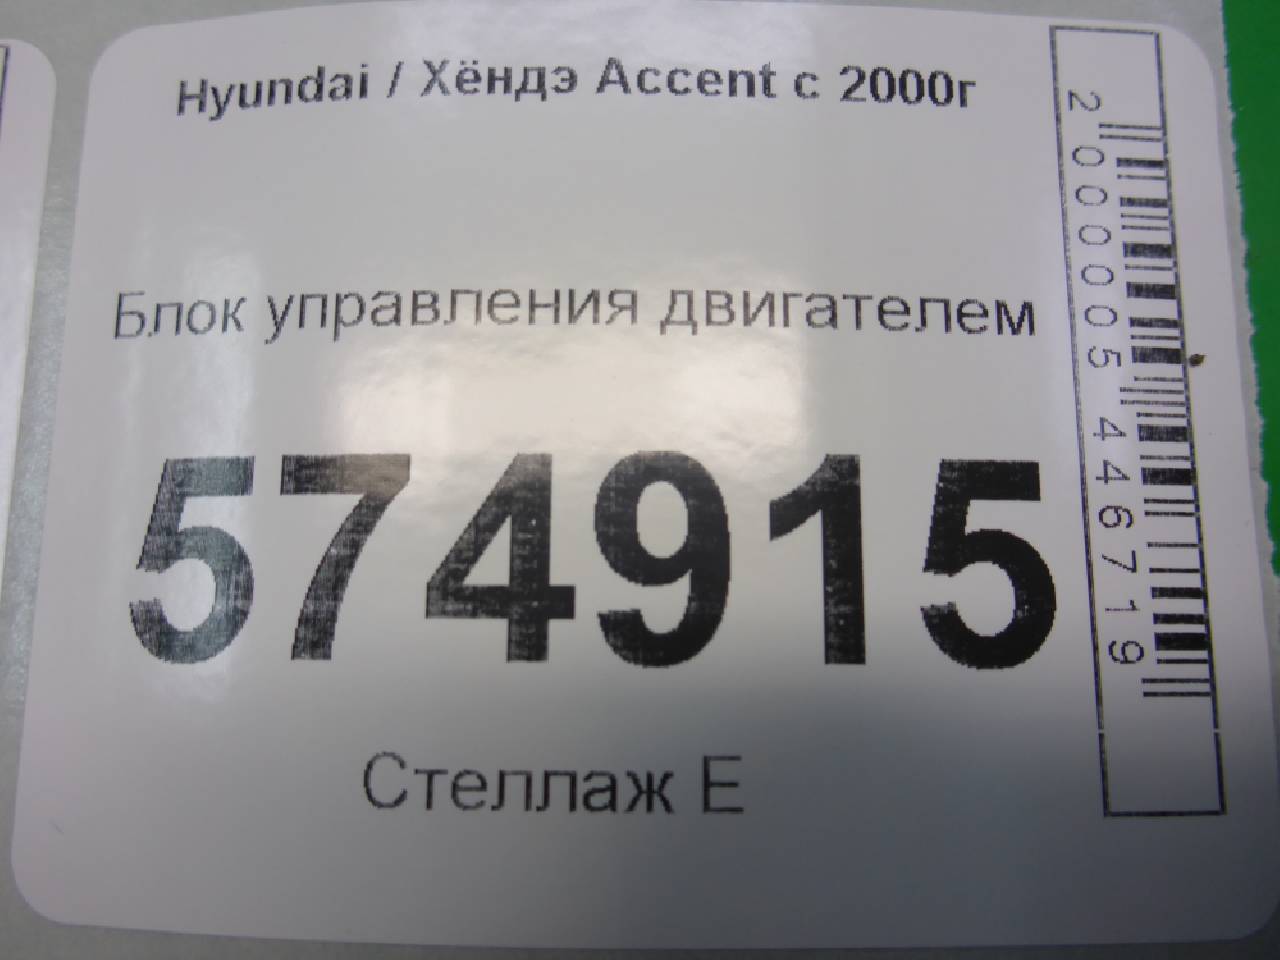 Hyundai / Хёндэ Accent с 2000г
Блок управления двигателем
574915
Стеллаж Е
2000005446719